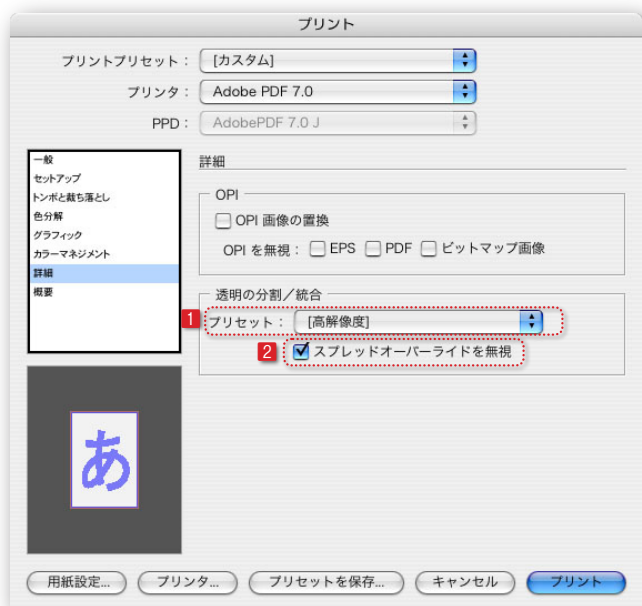 プリント
プリントプリセット： [カスタム]
プリンタ： Adobe PDF 7.0
PPD： AdobePDF 7.0 J
一般
セットアップ
トンボと裁ち落とし
色分解
グラフィック
カラーマネジメント
詳細
概要
詳細
OPI
OPI 画像の置換
OPI を無視： EPS PDF ビットマップ画像
透明の分割／統合
1 プリセット： [高解像度]
2 スプレッドオーバーライドを無視
あ
用紙設定... プリンタ... プリセットを保存... キャンセル プリント